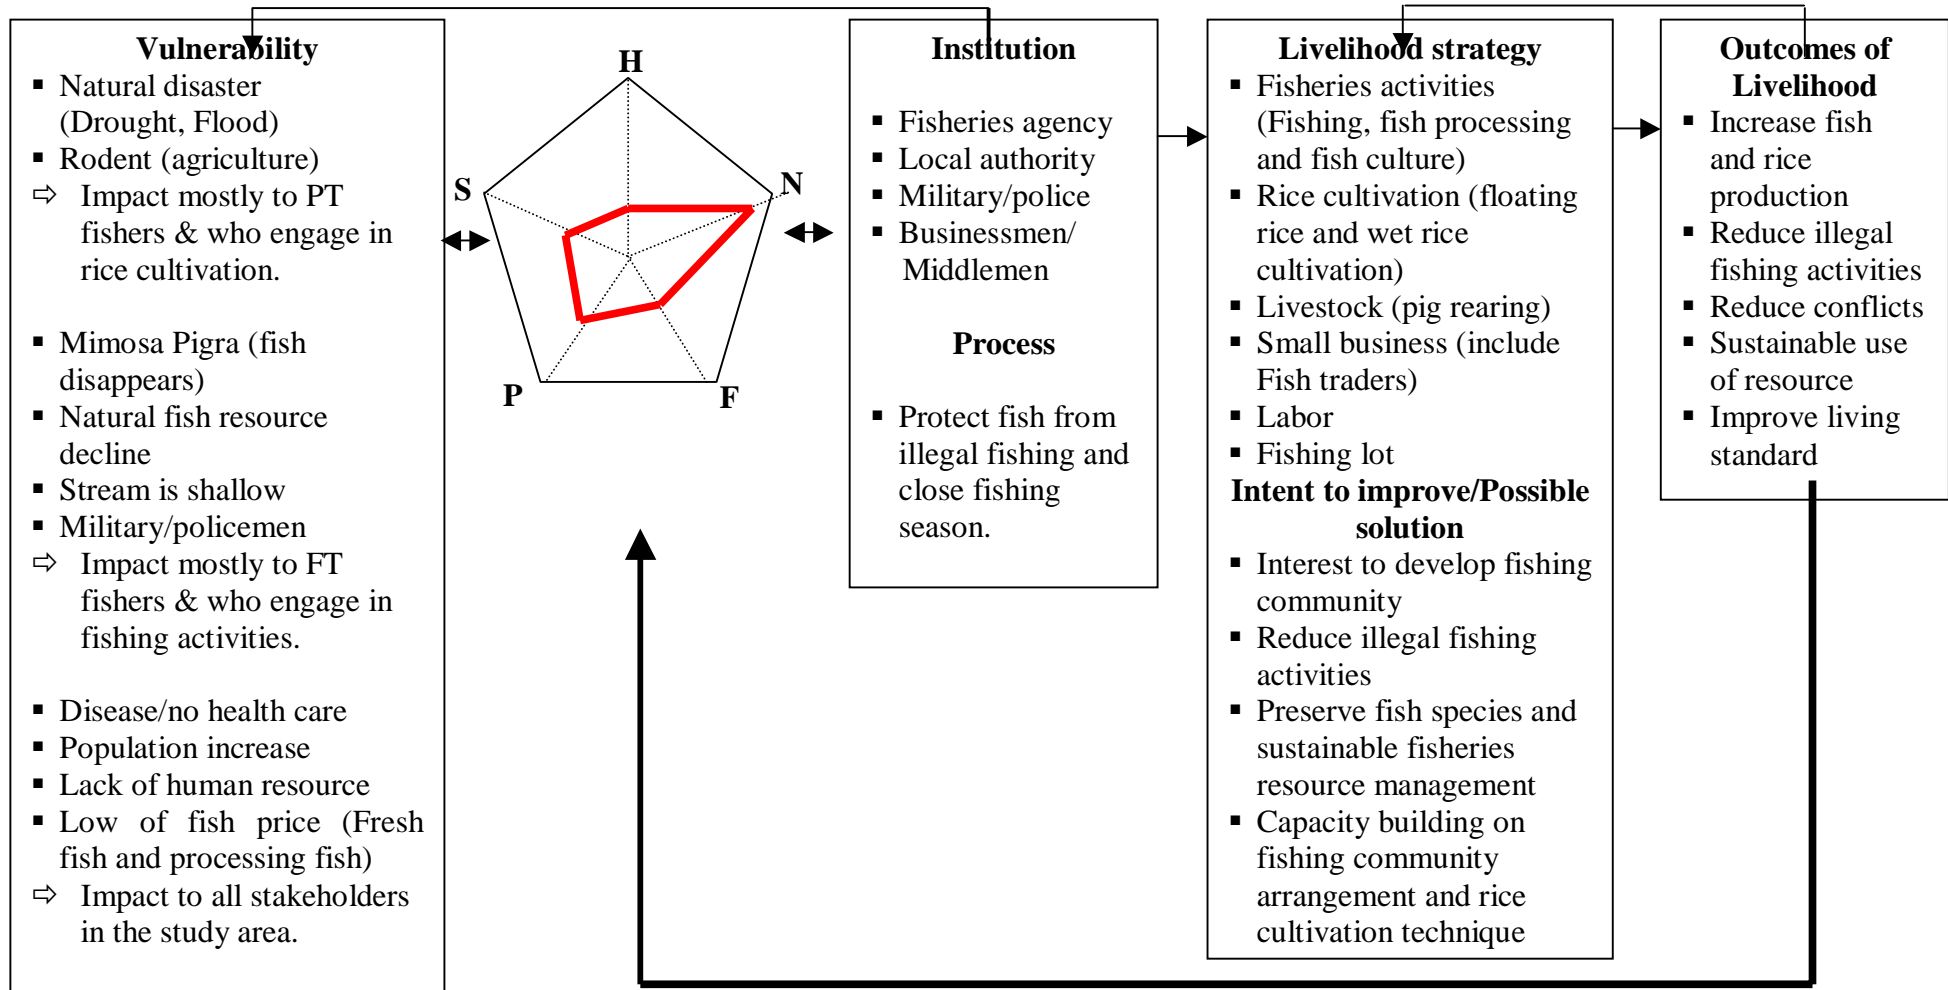 Vulnerability
▪ Natural disaster
(Drought, Flood)
▪ Rodent (agriculture)
⇨ Impact mostly to PT
fishers & who engage in
rice cultivation.
▪ Mimosa Pigra (fish
disappears)
▪ Natural fish resource
decline
▪ Stream is shallow
▪ Military/policemen
⇨ Impact mostly to FT
fishers & who engage in
fishing activities.
▪ Disease/no health care
▪ Population increase
▪ Lack of human resource
▪ Low of fish price (Fresh
fish and processing fish)
⇨ Impact to all stakeholders
in the study area.
H
S
N
P
F
Institution
▪ Fisheries agency
▪ Local authority
▪ Military/police
▪ Businessmen/
Middlemen
Process
▪ Protect fish from
illegal fishing and
close fishing
season.
Livelihood strategy
▪ Fisheries activities
(Fishing, fish processing
and fish culture)
▪ Rice cultivation (floating
rice and wet rice
cultivation)
▪ Livestock (pig rearing)
▪ Small business (include
Fish traders)
▪ Labor
▪ Fishing lot
Intent to improve/Possible
solution
▪ Interest to develop fishing
community
▪ Reduce illegal fishing
activities
▪ Preserve fish species and
sustainable fisheries
resource management
▪ Capacity building on
fishing community
arrangement and rice
cultivation technique
Outcomes of
Livelihood
▪ Increase fish
and rice
production
▪ Reduce illegal
fishing activities
▪ Reduce conflicts
▪ Sustainable use
of resource
▪ Improve living
standard